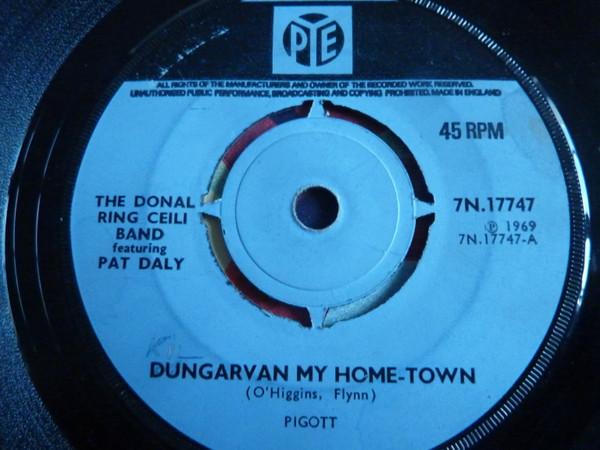 PYE
ALL RIGHTS OF THE MANUFACTURERS AND OWNER OF THE RECORDED WORK RESERVED.
UNAUTHORISED PUBLIC PERFORMANCE, BROADCASTING AND COPYING PROHIBITED. MADE IN ENGLAND
45 RPM
THE DONAL
RING CEILI
BAND
featuring
PAT DALY
7N.17747
Ⓟ 1969
7N.17747-A
DUNGARVAN MY HOME-TOWN
(O'Higgins, Flynn)
PIGOTT